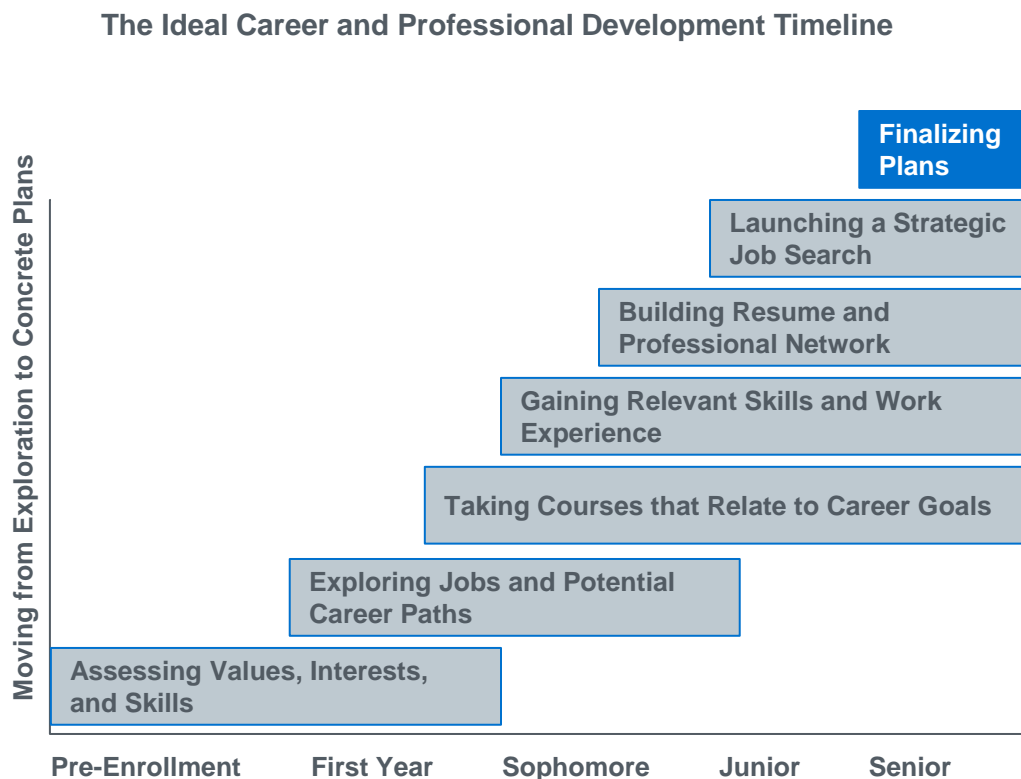 The Ideal Career and Professional Development Timeline
Moving from Exploration to Concrete Plans
Finalizing
Plans
Launching a Strategic
Job Search
Building Resume and
Professional Network
Gaining Relevant Skills and Work
Experience
Taking Courses that Relate to Career Goals
Exploring Jobs and Potential
Career Paths
Assessing Values, Interests,
and Skills
Pre-Enrollment First Year Sophomore Junior Senior